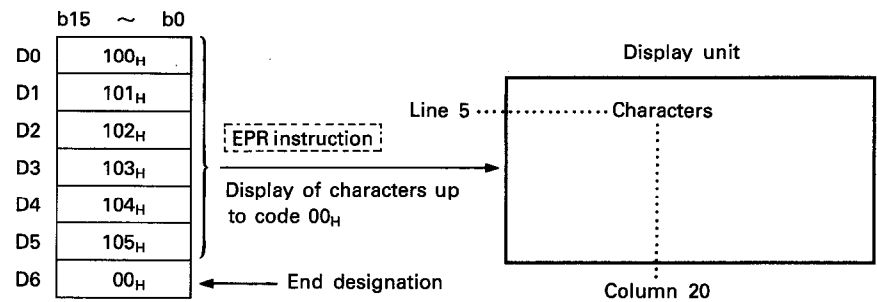 b15 ~ b0
D0 100H
D1 101H
D2 102H
D3 103H
D4 104H
D5 105H
D6 00H
EPR instruction
Display of characters up
to code 00H
End designation
Display unit
Line 5 Characters
Column 20